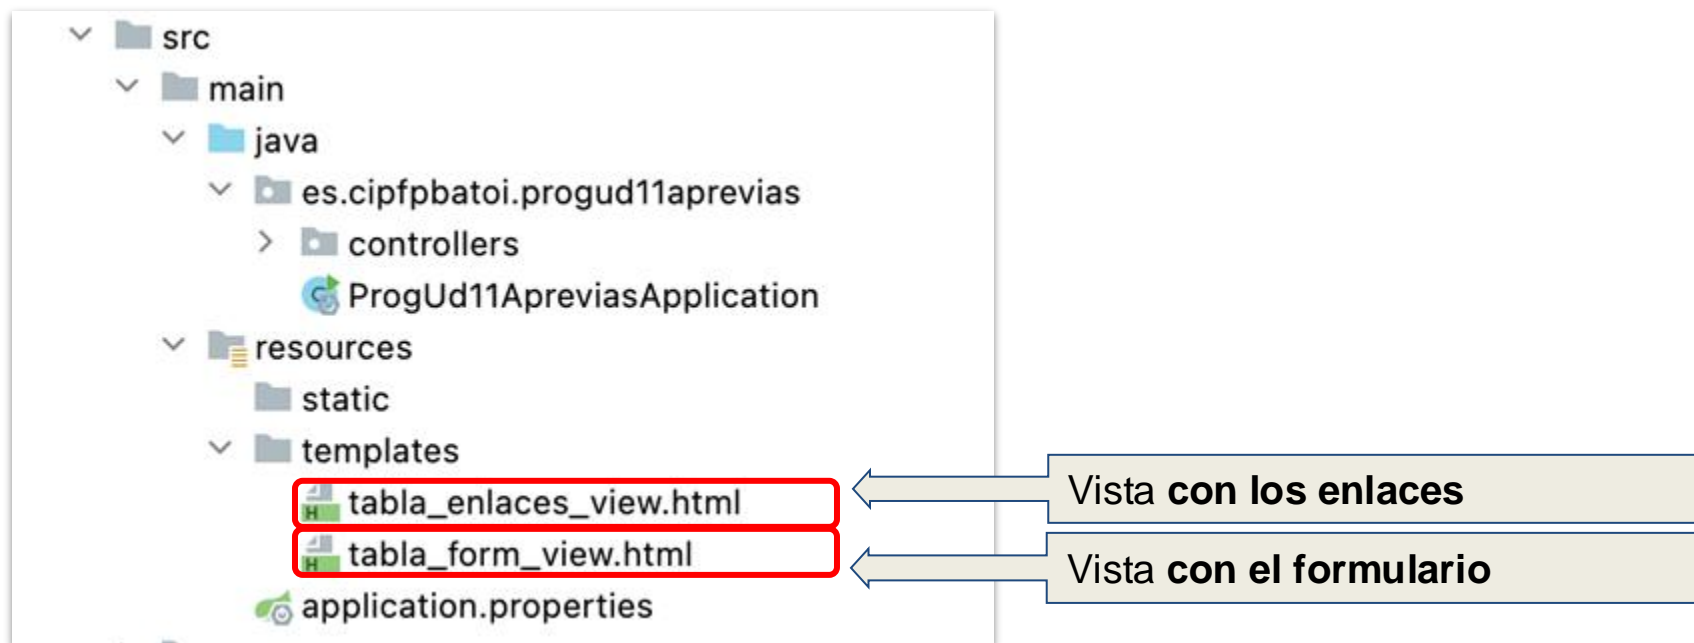 src
main
java
es.cipfpbatoi.progud11aprevias
controllers
ProgUd11ApreviasApplication
resources
static
templates
tabla_enlaces_view.html
Vista con los enlaces
tabla_form_view.html
Vista con el formulario
application.properties